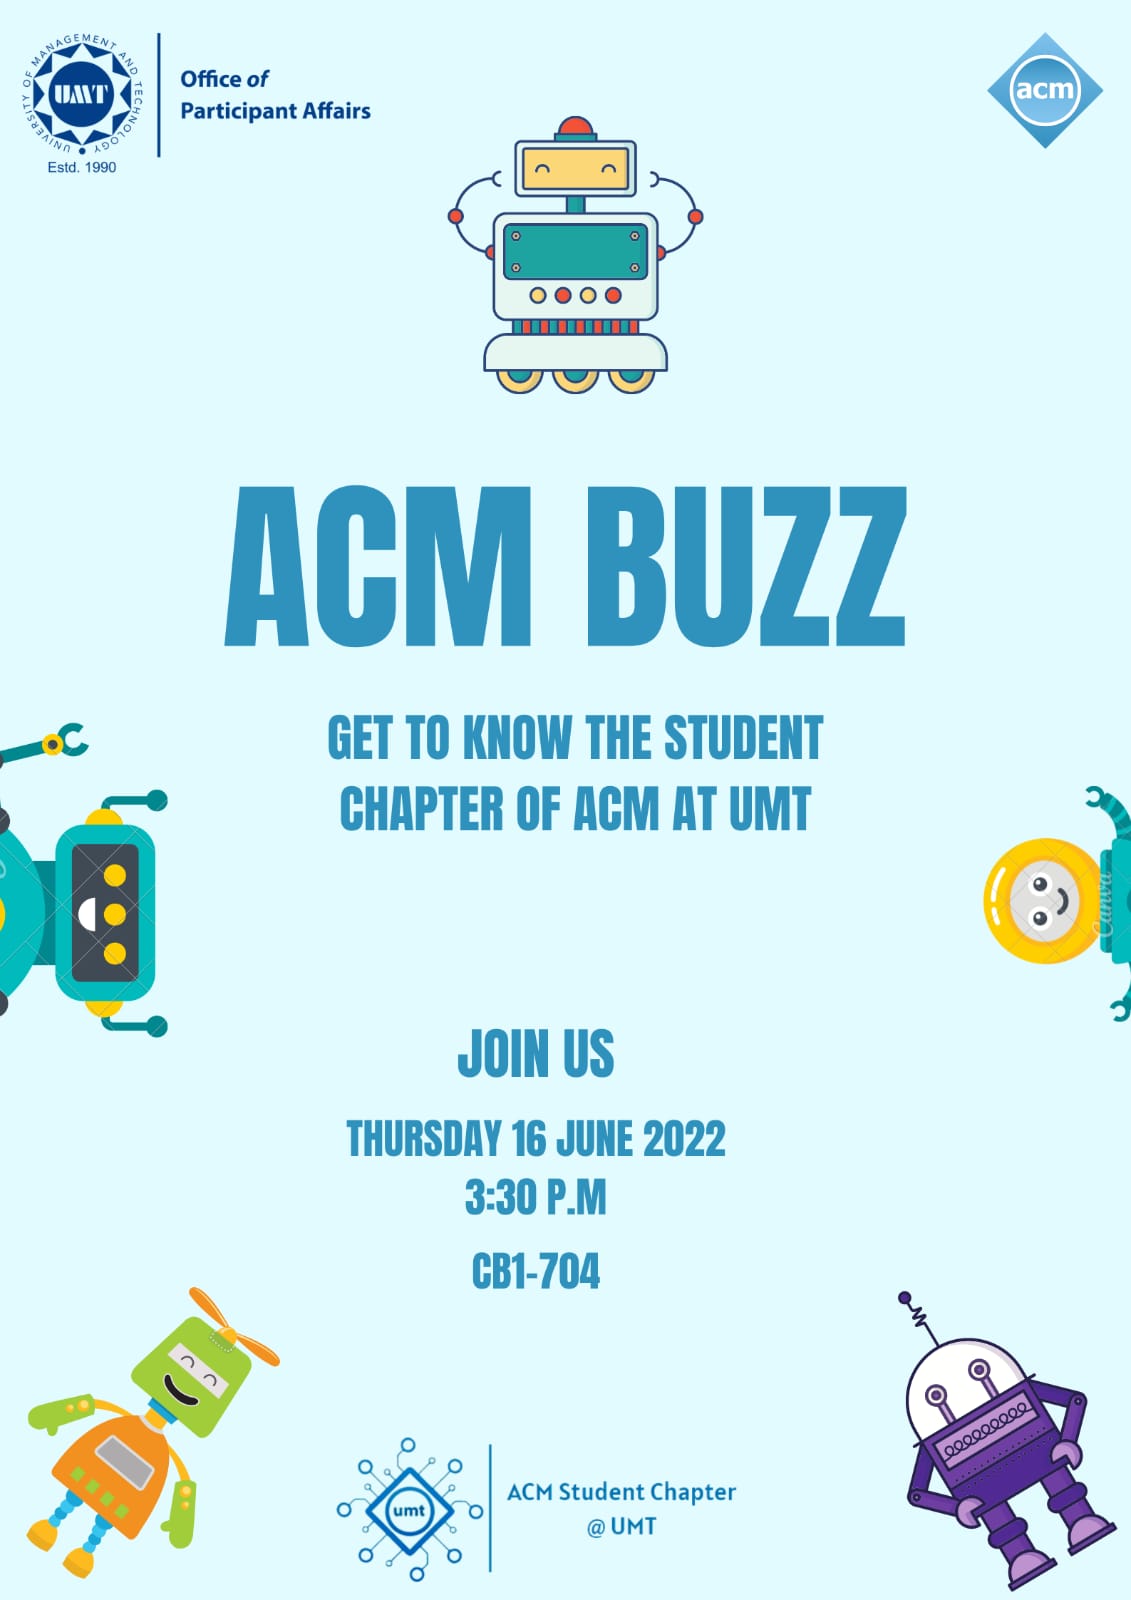 UNIVERSITY OF MANAGEMENT AND TECHNOLOGY
UMT
Estd. 1990
Office of
Participant Affairs
acm
ACM BUZZ
GET TO KNOW THE STUDENT
CHAPTER OF ACM AT UMT
Canva
JOIN US
THURSDAY 16 JUNE 2022
3:30 P.M
CB1-704
umt
ACM Student Chapter
@ UMT